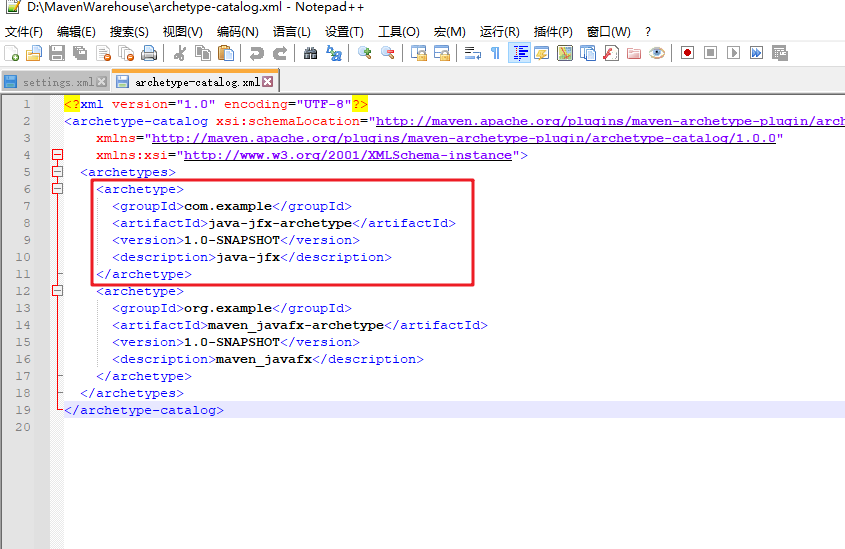 D:\MavenWarehouse\archetype-catalog.xml - Notepad++
文件(F) 编辑(E) 搜索(S) 视图(V) 编码(N) 语言(L) 设置(T) 工具(O) 宏(M) 运行(R) 插件(P) 窗口(W) ?
settings.xml archetype-catalog.xml
1 <?xml version="1.0" encoding="UTF-8"?>
2 <archetype-catalog xsi:schemaLocation="http://maven.apache.org/plugins/maven-archetype-plugin/arch
3 xmlns="http://maven.apache.org/plugins/maven-archetype-plugin/archetype-catalog/1.0.0"
4 xmlns:xsi="http://www.w3.org/2001/XMLSchema-instance">
5 <archetypes>
6 <archetype>
7 <groupId>com.example</groupId>
8 <artifactId>java-jfx-archetype</artifactId>
9 <version>1.0-SNAPSHOT</version>
10 <description>java-jfx</description>
11 </archetype>
12 <archetype>
13 <groupId>org.example</groupId>
14 <artifactId>maven_javafx-archetype</artifactId>
15 <version>1.0-SNAPSHOT</version>
16 <description>maven_javafx</description>
17 </archetype>
18 </archetypes>
19 </archetype-catalog>
20